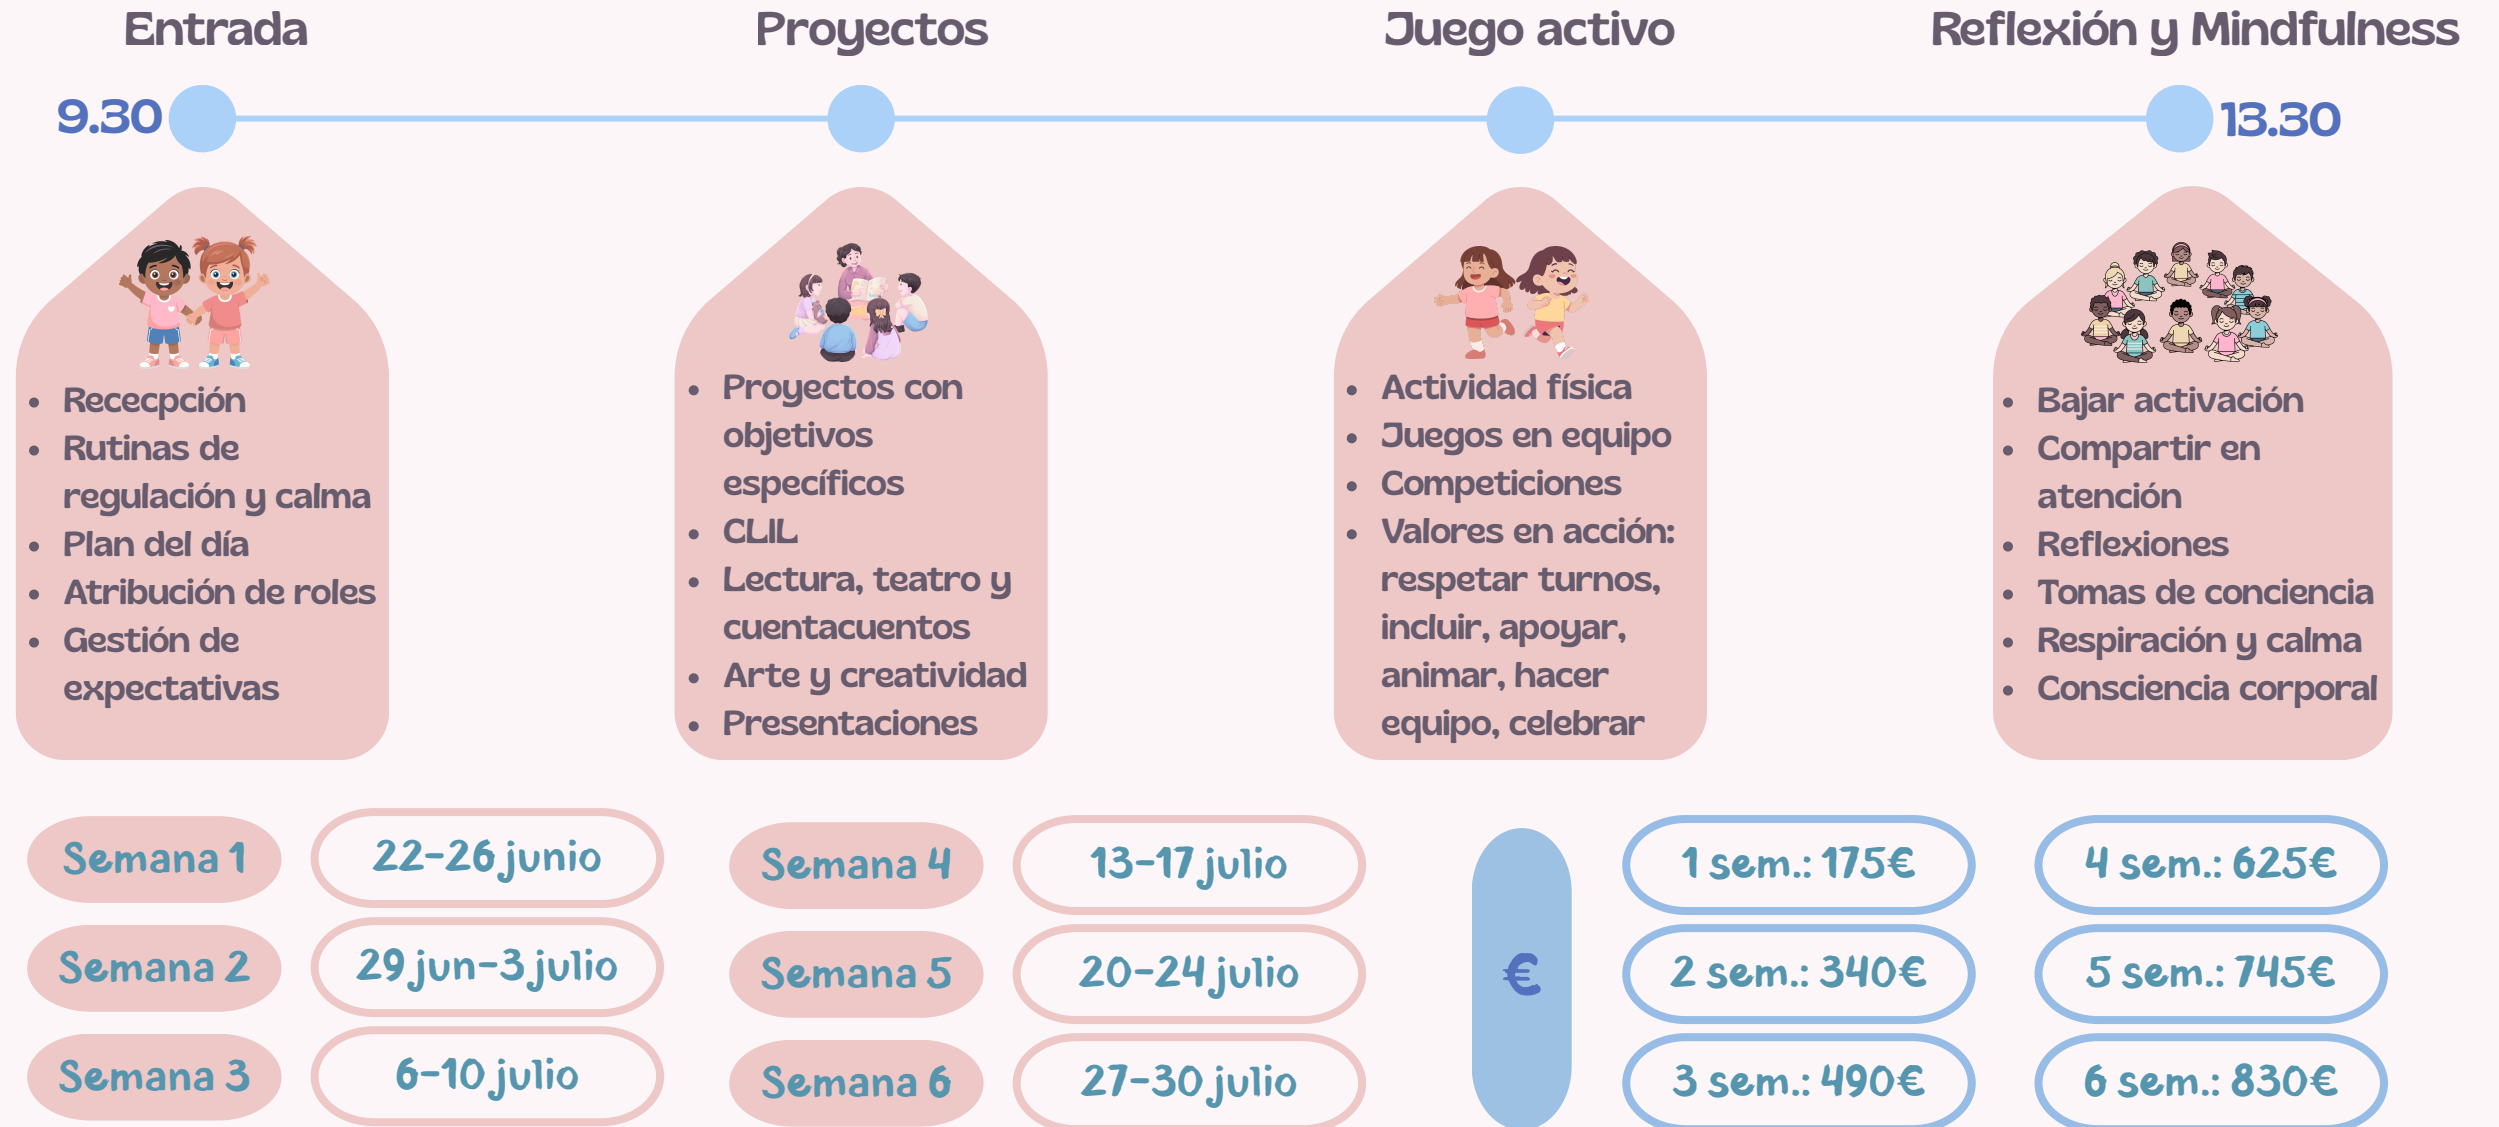 Entrada
Proyectos
Juego activo
Reflexión y Mindfulness
9.30
13.30
Rececpción
Rutinas de
regulación y calma
Plan del día
Atribución de roles
Gestión de
expectativas
Proyectos con
objetivos
específicos
CLIL
Lectura, teatro y
cuentacuentos
Arte y creatividad
Presentaciones
Actividad física
Juegos en equipo
Competiciones
Valores en acción:
respetar turnos,
incluir, apoyar,
animar, hacer
equipo, celebrar
Bajar activación
Compartir en
atención
Reflexiones
Tomas de conciencia
Respiración y calma
Consciencia corporal
Semana 1
22-26 junio
Semana 2
29 jun-3 julio
Semana 3
6-10 julio
Semana 4
13-17 julio
Semana 5
20-24 julio
Semana 6
27-30 julio
€
1 sem.: 175€
2 sem.: 340€
3 sem.: 490€
4 sem.: 625€
5 sem.: 745€
6 sem.: 830€